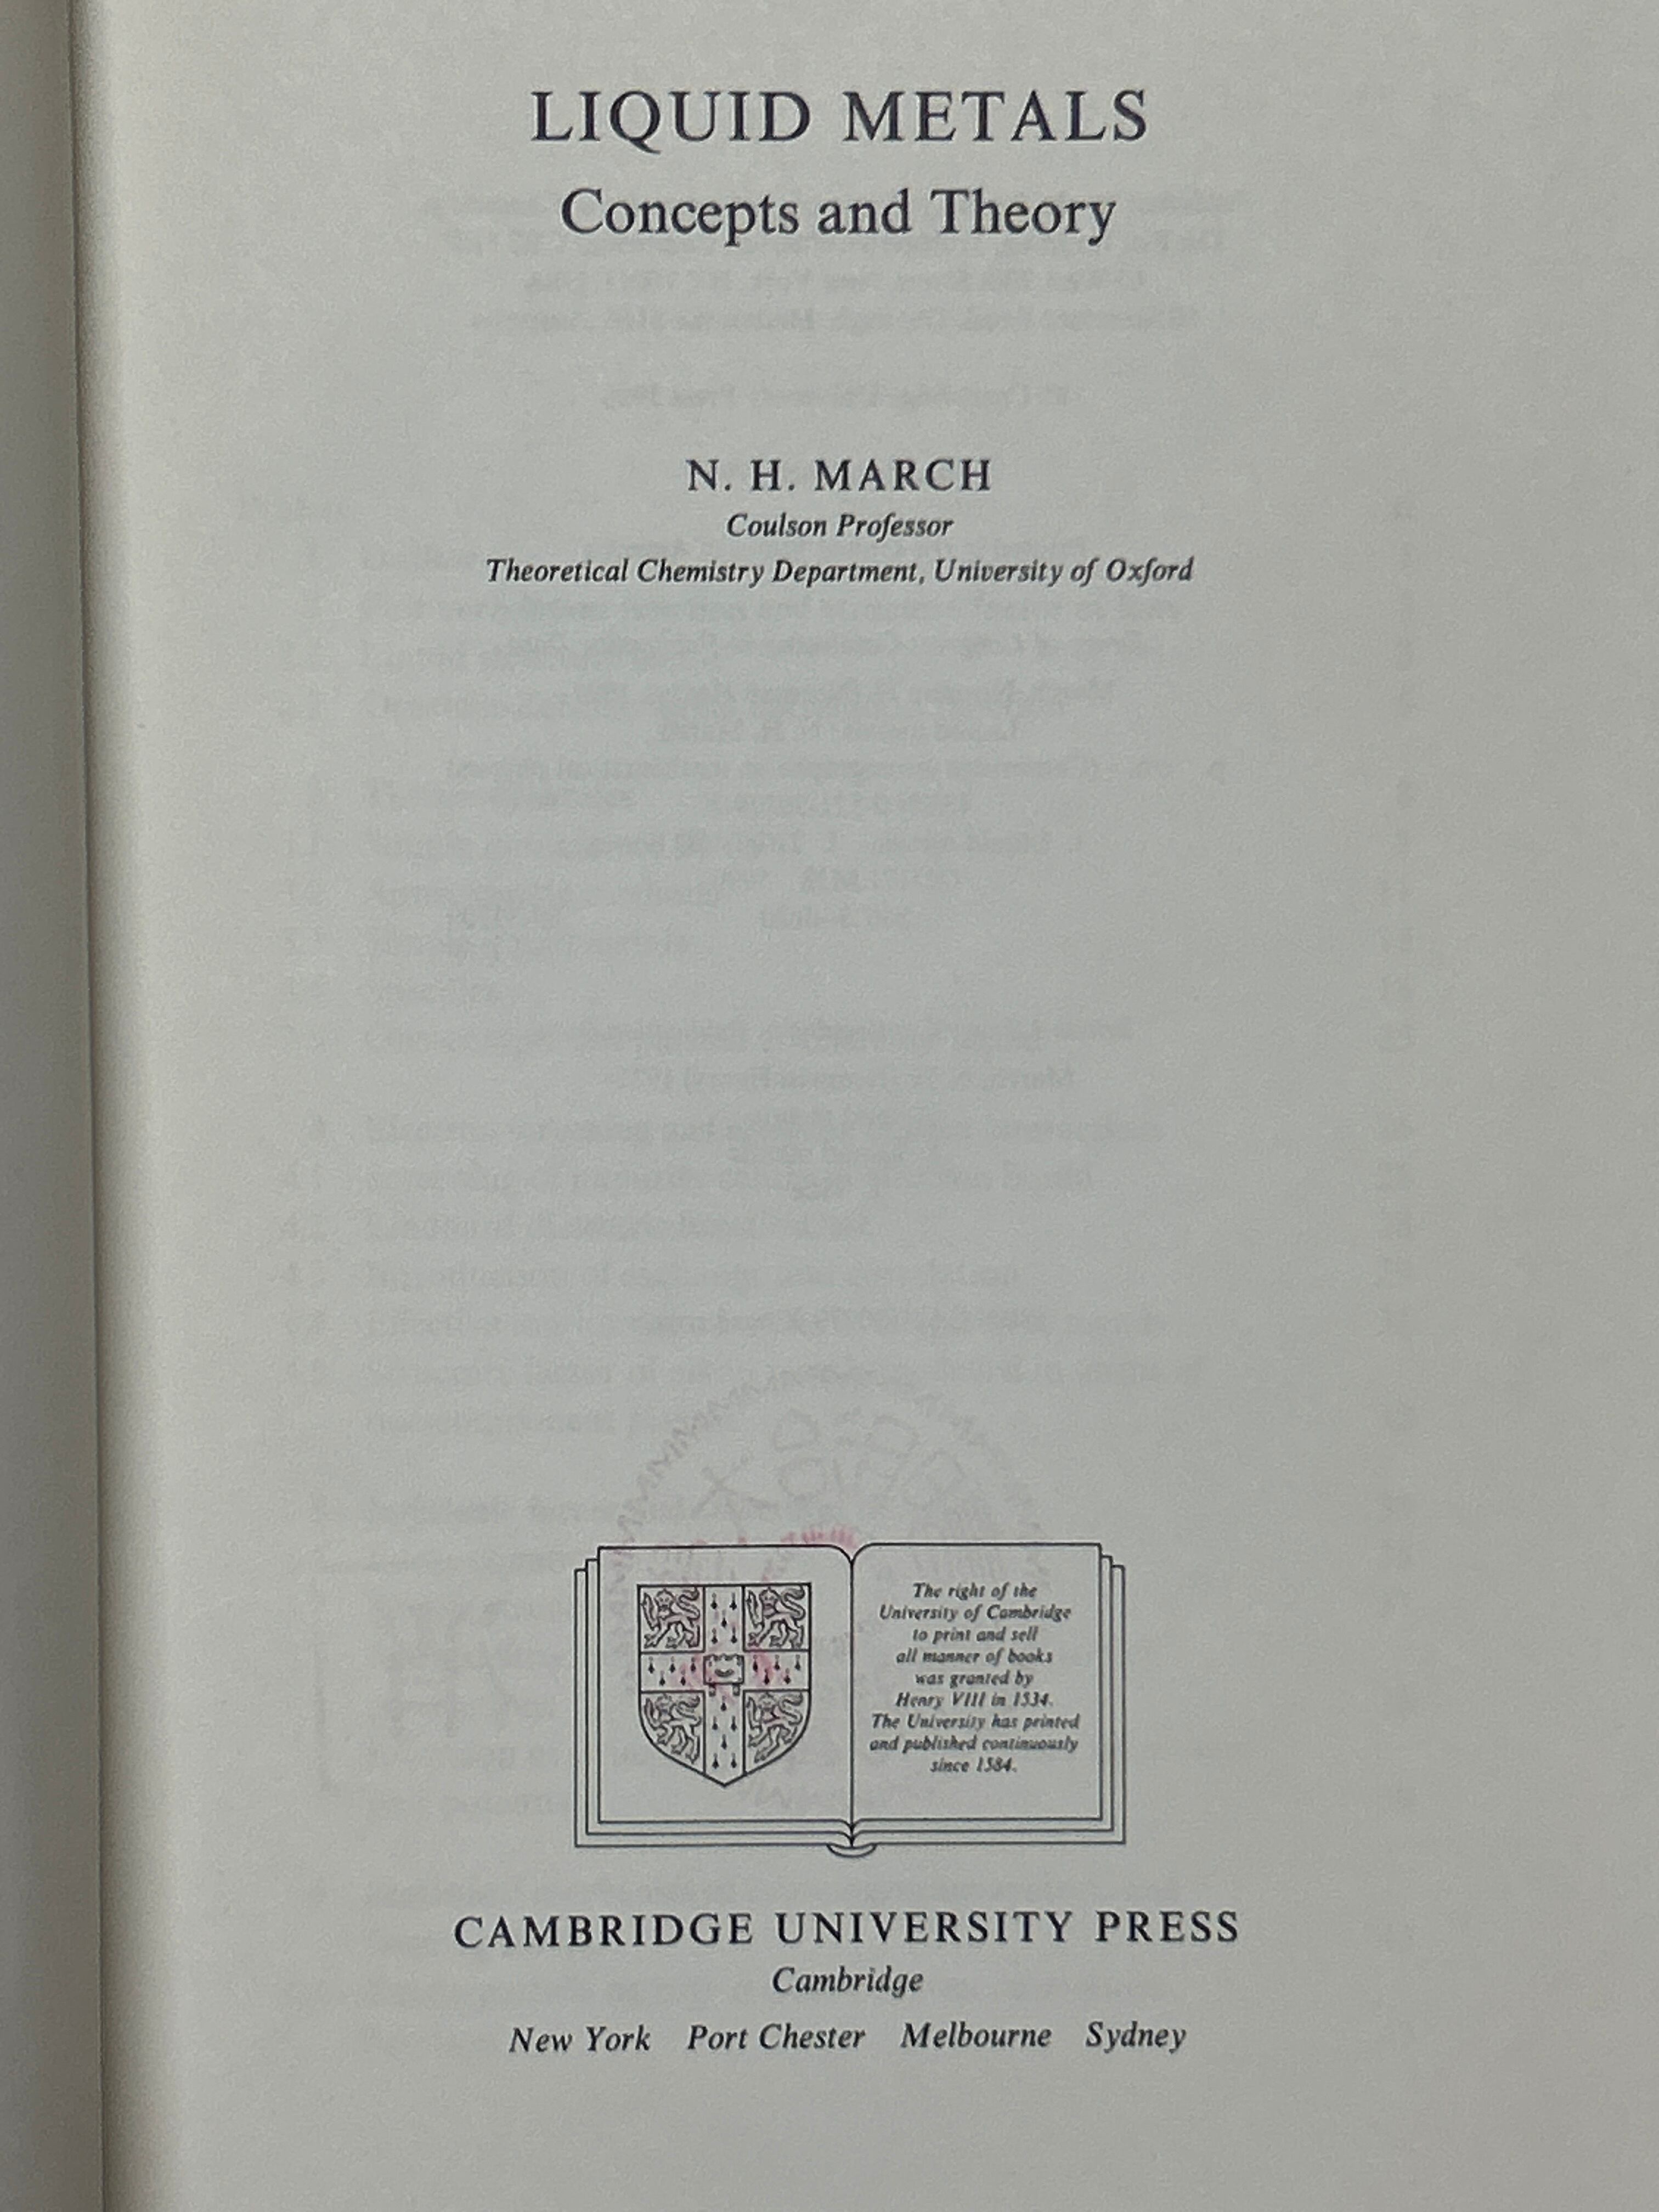 LIQUID METALS
Concepts and Theory
N. H. MARCH
Coulson Professor
Theoretical Chemistry Department, University of Oxford
The right of the
University of Cambridge
to print and sell
all manner of books
was granted by
Henry VIII in 1534.
The University has printed
and published continuously
since 1584.
CAMBRIDGE UNIVERSITY PRESS
Cambridge
New York Port Chester Melbourne Sydney